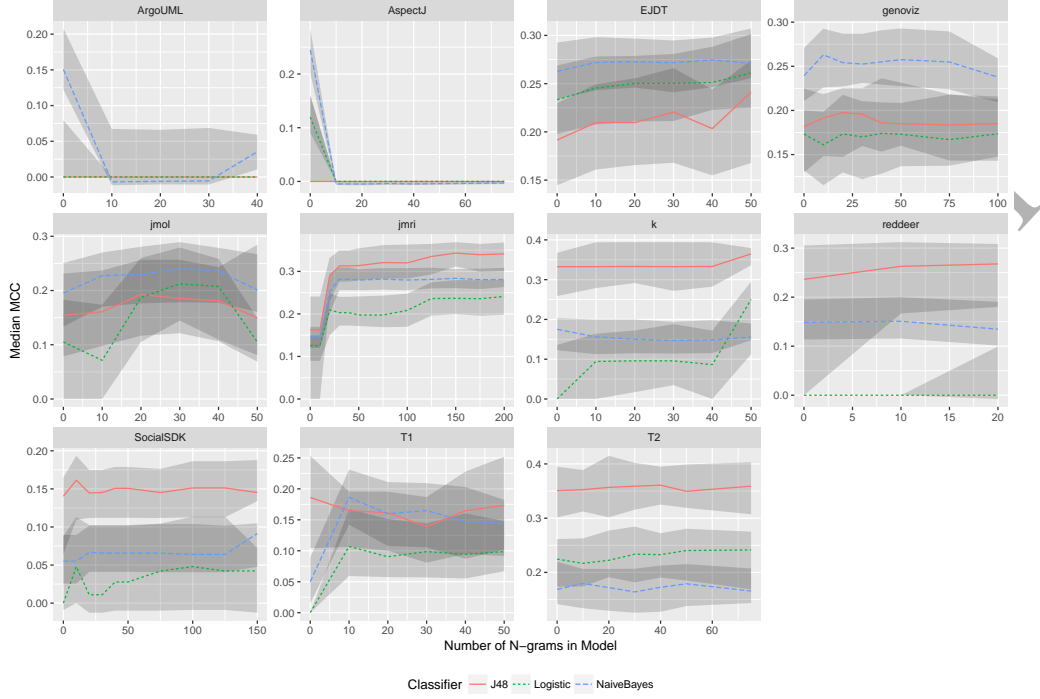 ArgoUML AspectJ EJDT genoviz
0.20 0.15 0.10 0.05 0.00
0 10 20 30 40
0.2 0.1 0.0
0 20 40 60
0.30 0.25 0.20 0.15
0 10 20 30 40 50
0.30 0.25 0.20 0.15
0 25 50 75 100
jmol jmri k reddeer
0.3 0.2 0.1 0.0
0 10 20 30 40 50
0.3 0.2 0.1 0.0
0 50 100 150 200
0.4 0.3 0.2 0.1 0.0
0 10 20 30 40 50
0.3 0.2 0.1 0.0
0 5 10 15 20
Median MCC
SocialSDK T1 T2
0.20 0.15 0.10 0.05 0.00
0 50 100 150
0.25 0.20 0.15 0.10 0.05 0.00
0 10 20 30 40 50
0.4 0.3 0.2
0 20 40 60
Number of N-grams in Model
Classifier J48 Logistic NaiveBayes